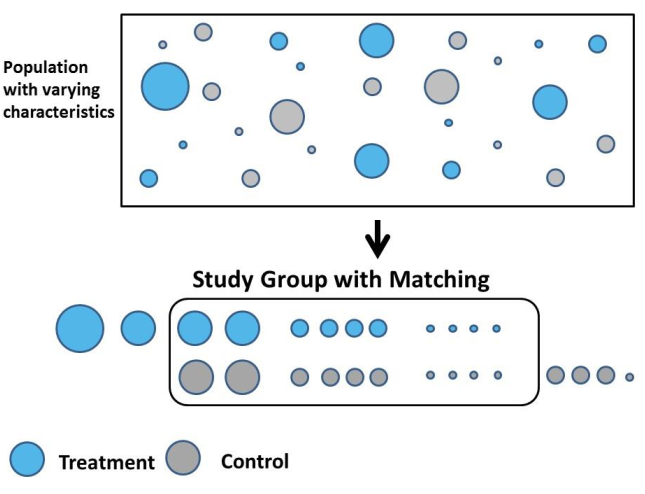 Population
with varying
characteristics
Study Group with Matching
Treatment
Control